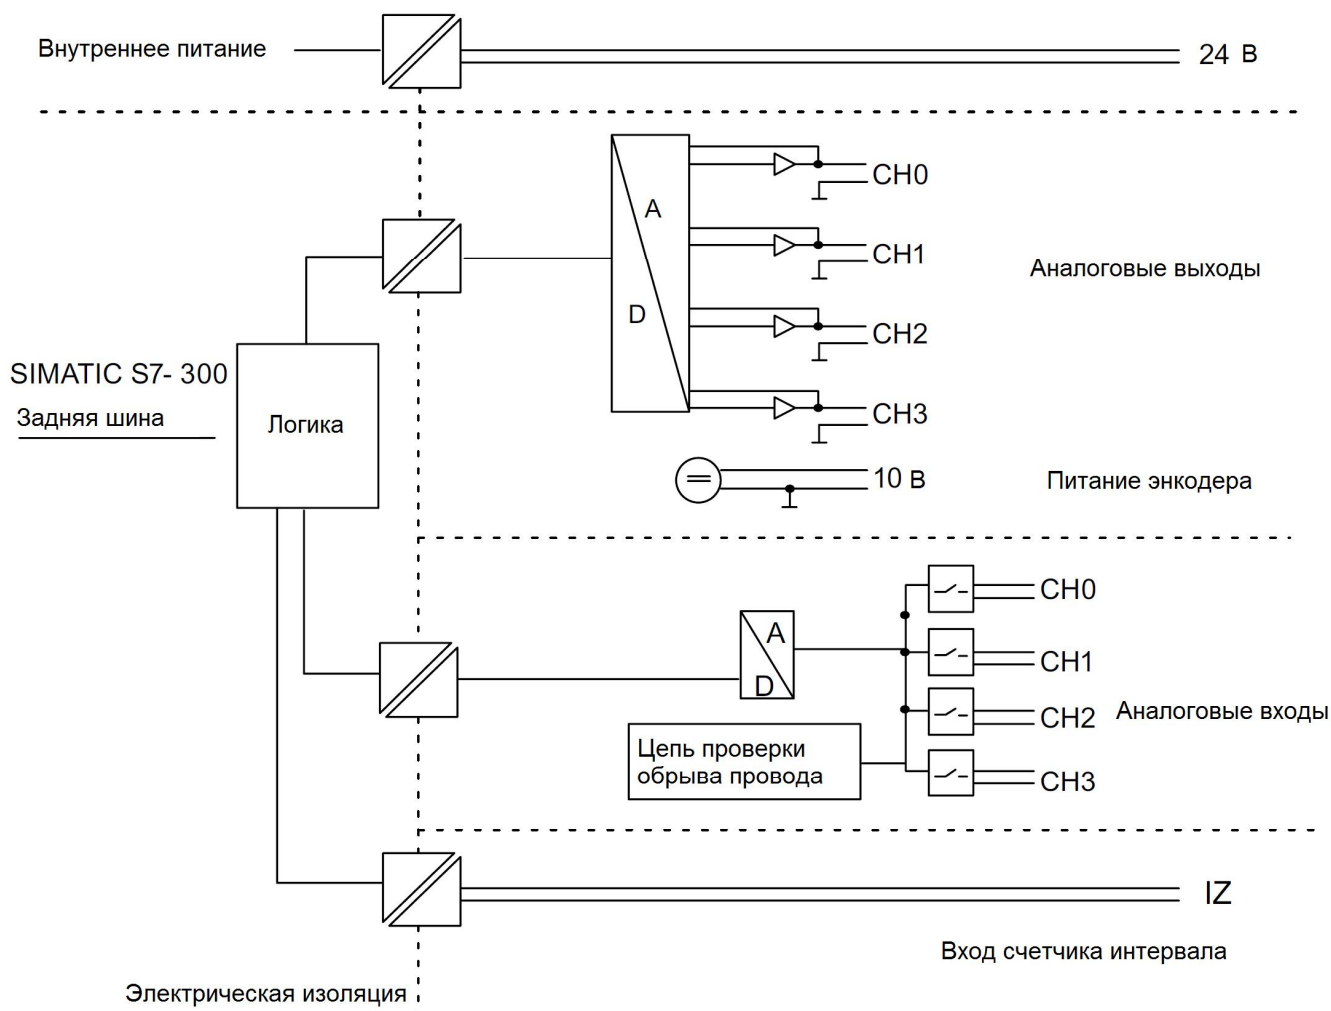 Внутреннее питание
24 В
A
D
CH0
CH1
CH2
CH3
Аналоговые выходы
SIMATIC S7- 300
Задняя шина
Логика
10 В
Питание энкодера
A
D
CH0
CH1
CH2
CH3
Аналоговые входы
Цепь проверки
обрыва провода
IZ
Вход счетчика интервала
Электрическая изоляция